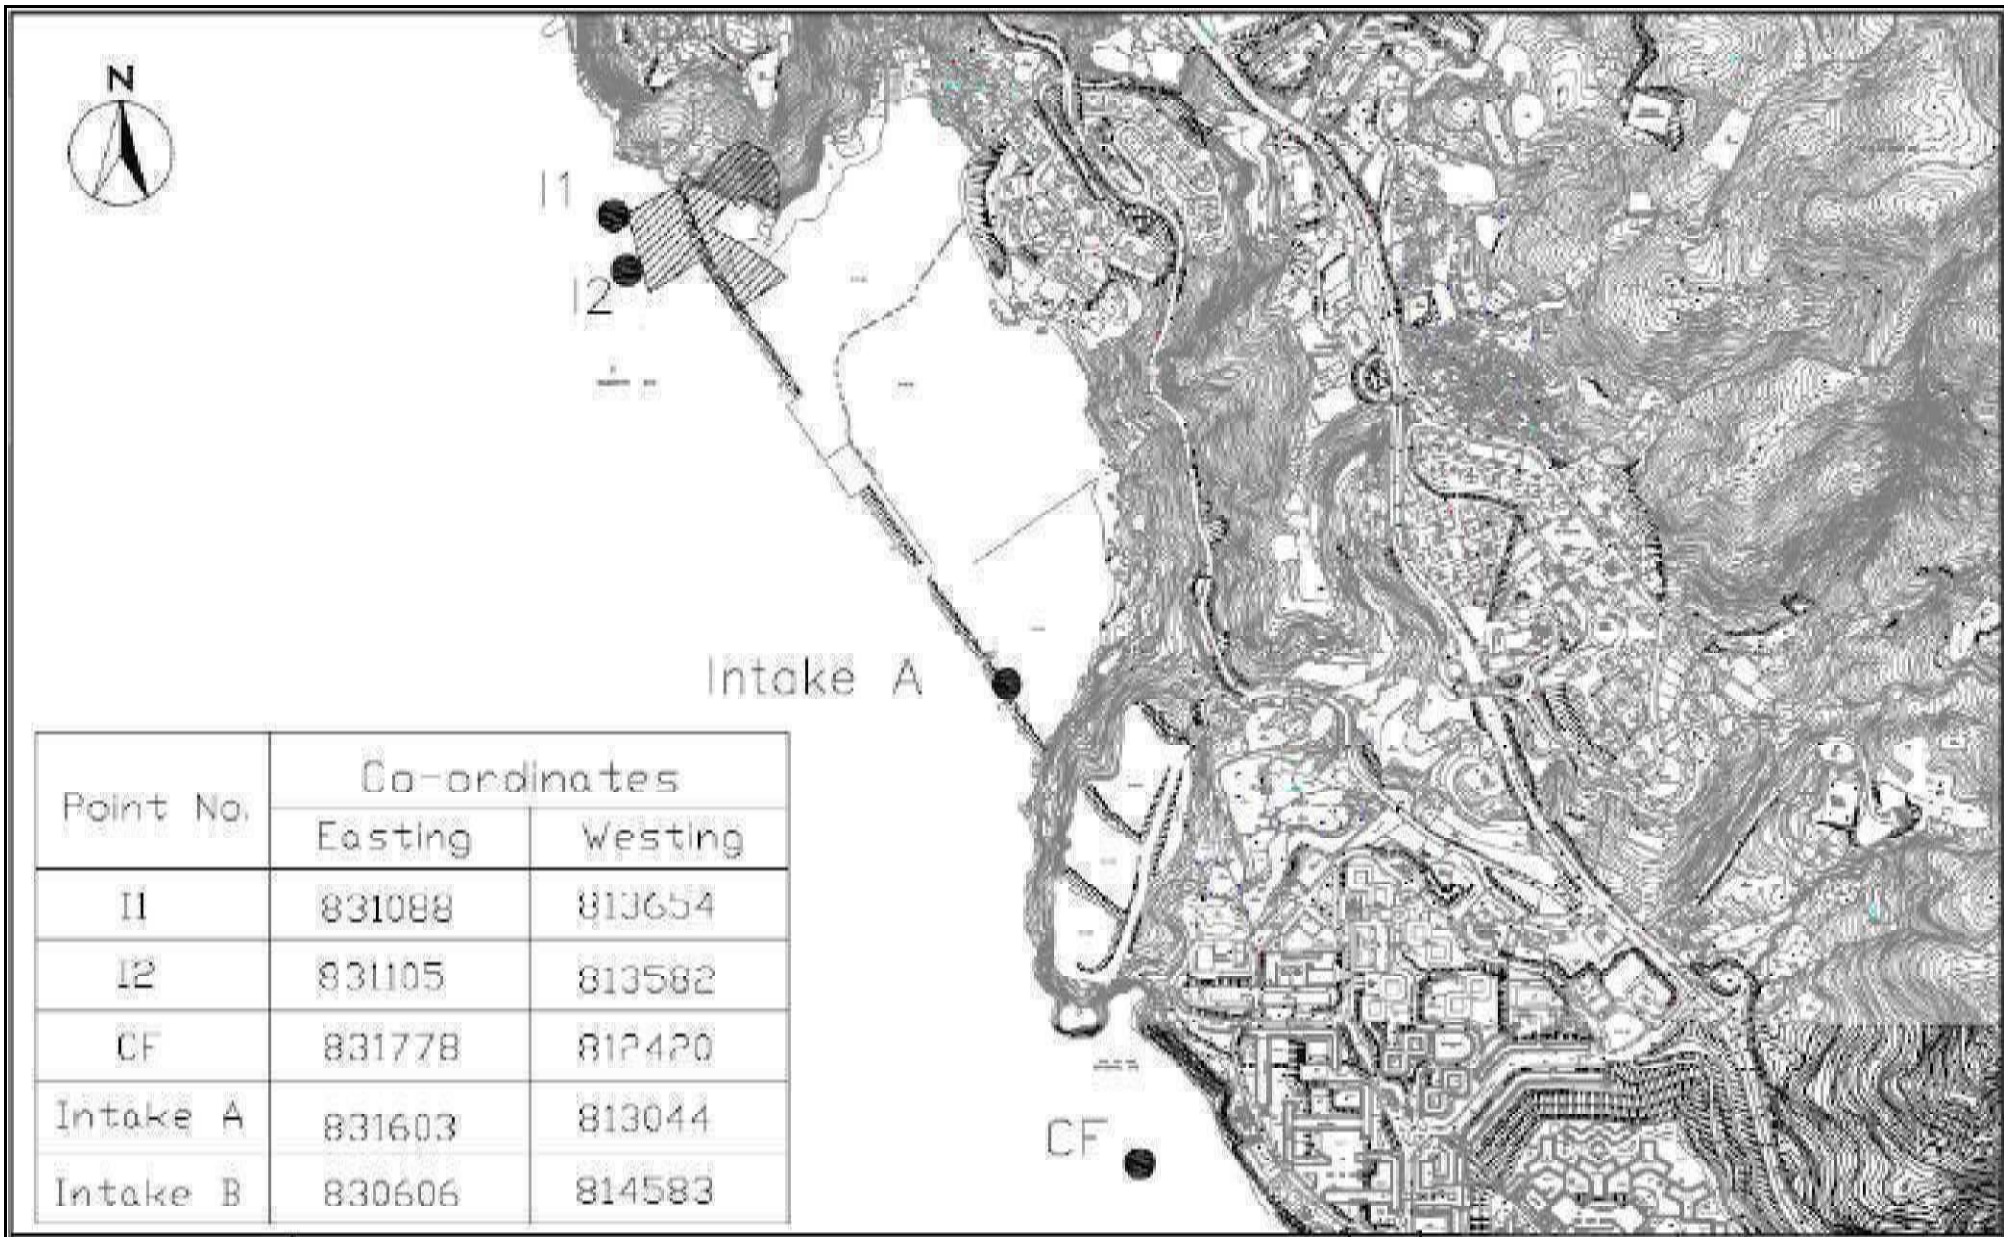 N
I1
I2
Intake A
Point No.
Co-ordinates
Easting Westing
I1 831088 813654
I2 831105 813582
CF 831778 812420
Intake A 831603 813044
Intake B 830606 814583
CF